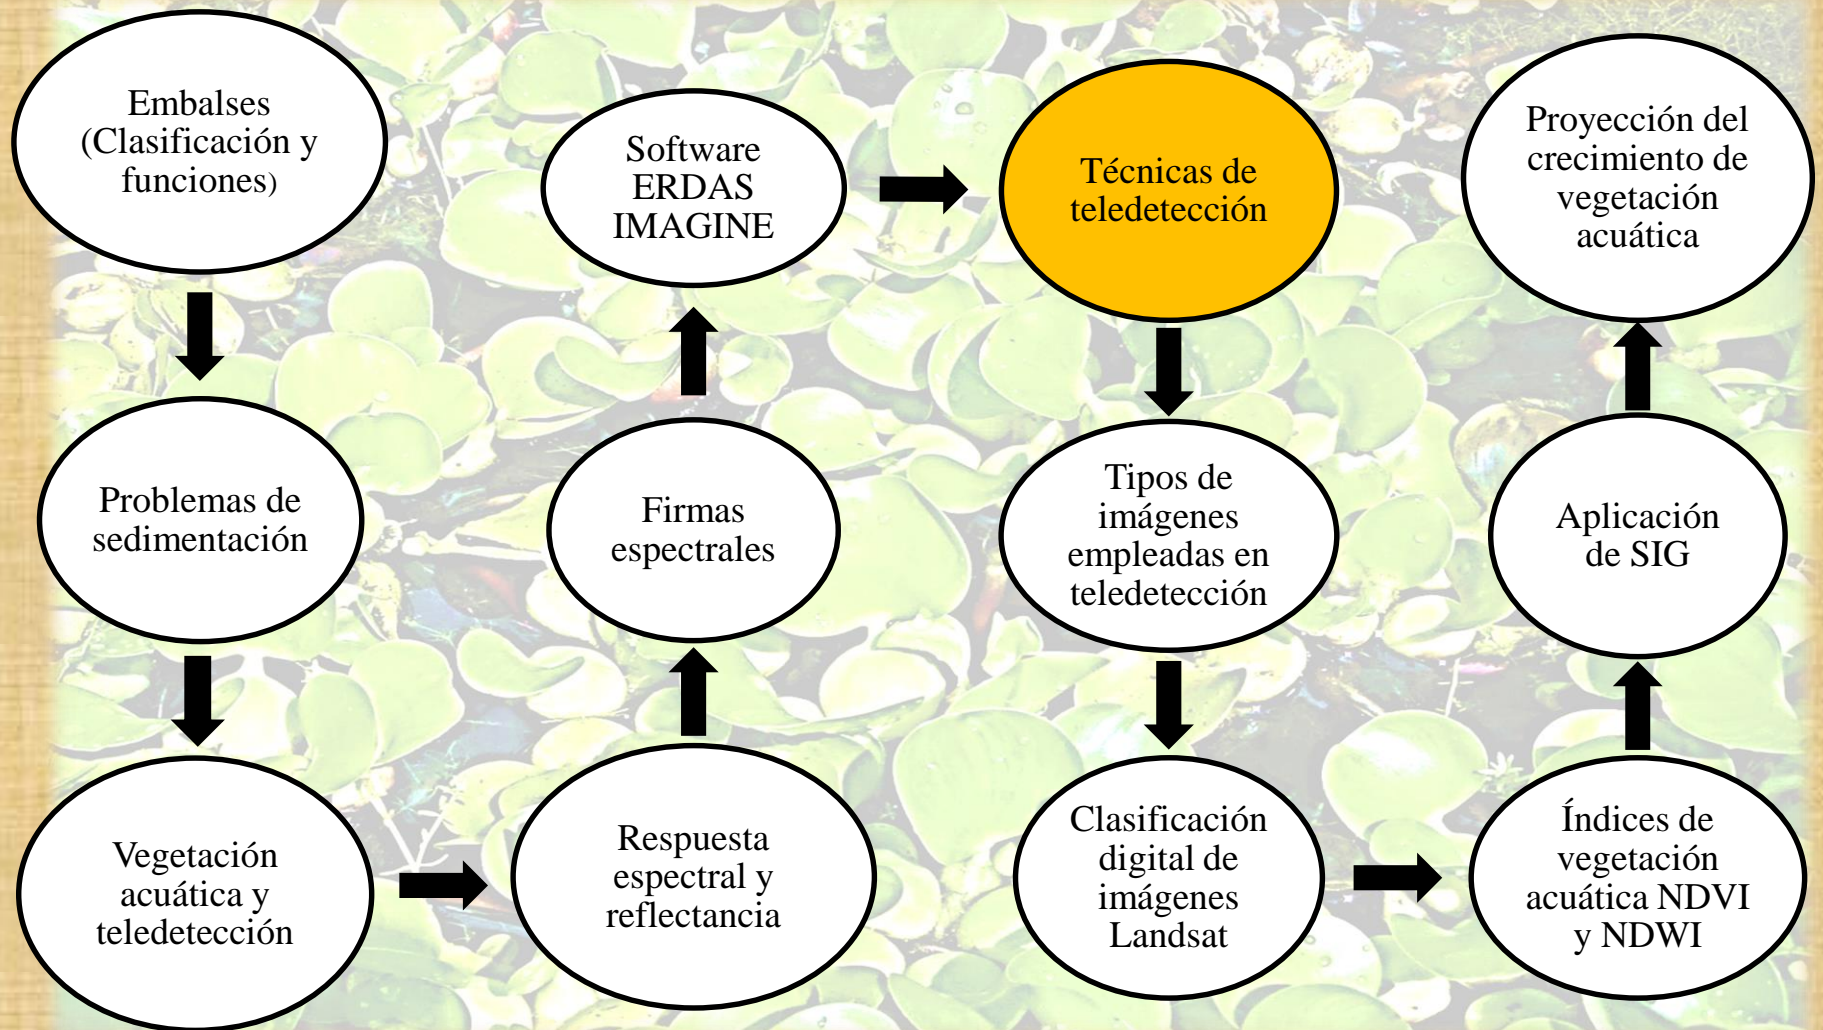 Embalses
(Clasificación y
funciones)
Problemas de
sedimentación
Vegetación
acuática y
teledetección
Respuesta
espectral y
reflectancia
Firmas
espectrales
Software
ERDAS
IMAGINE
Técnicas de
teledetección
Tipos de
imágenes
empleadas en
teledetección
Clasificación
digital de
imágenes
Landsat
Índices de
vegetación
acuática NDVI
y NDWI
Aplicación
de SIG
Proyección del
crecimiento de
vegetación
acuática